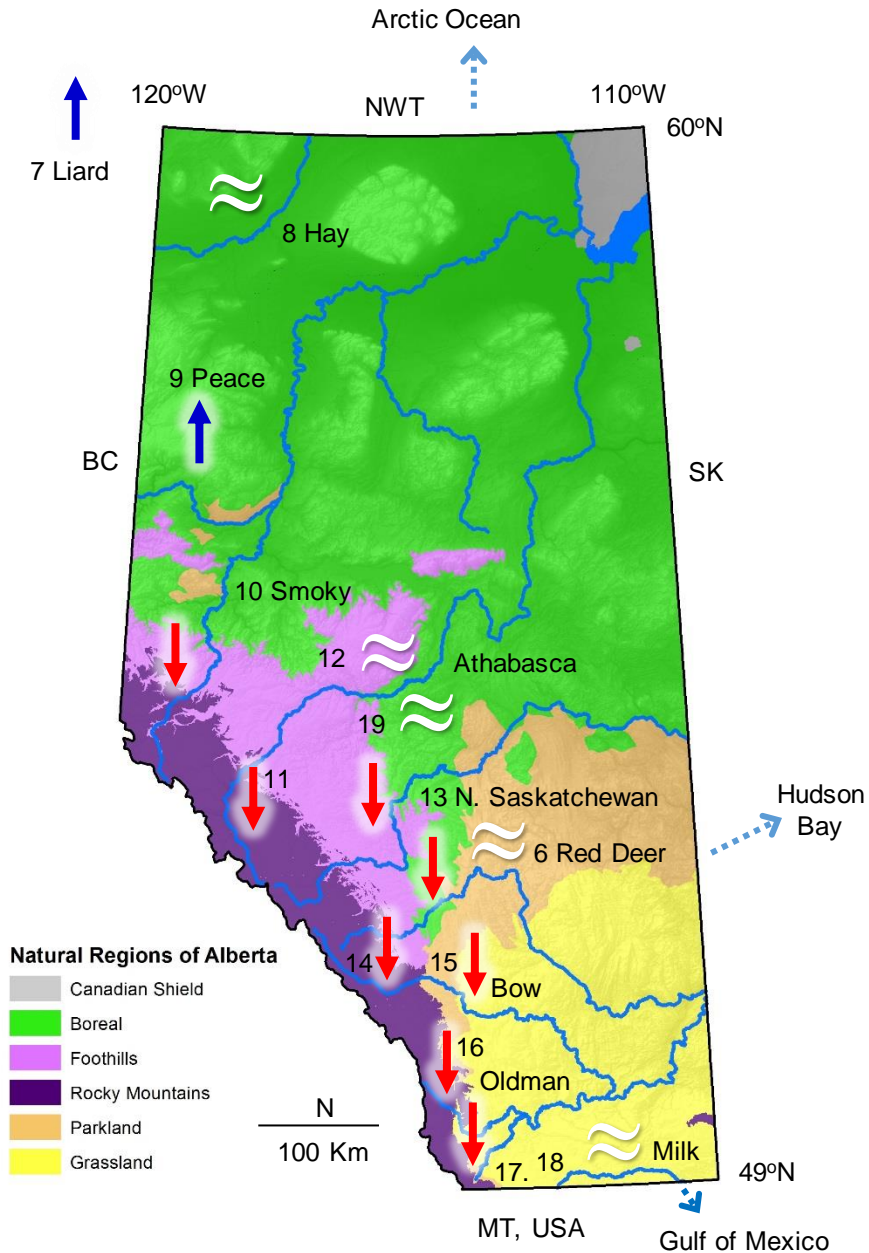 Arctic Ocean
120ºW
NWT
110ºW
60ºN
7 Liard
8 Hay
9 Peace
BC
SK
10 Smoky
12
Athabasca
19
11
13 N. Saskatchewan
Hudson
Bay
6 Red Deer
14
15
Bow
16
Oldman
17.
18
Milk
49ºN
MT, USA
Gulf of Mexico
Natural Regions of Alberta
Canadian Shield
Boreal
Foothills
Rocky Mountains
Parkland
Grassland
N
100 Km